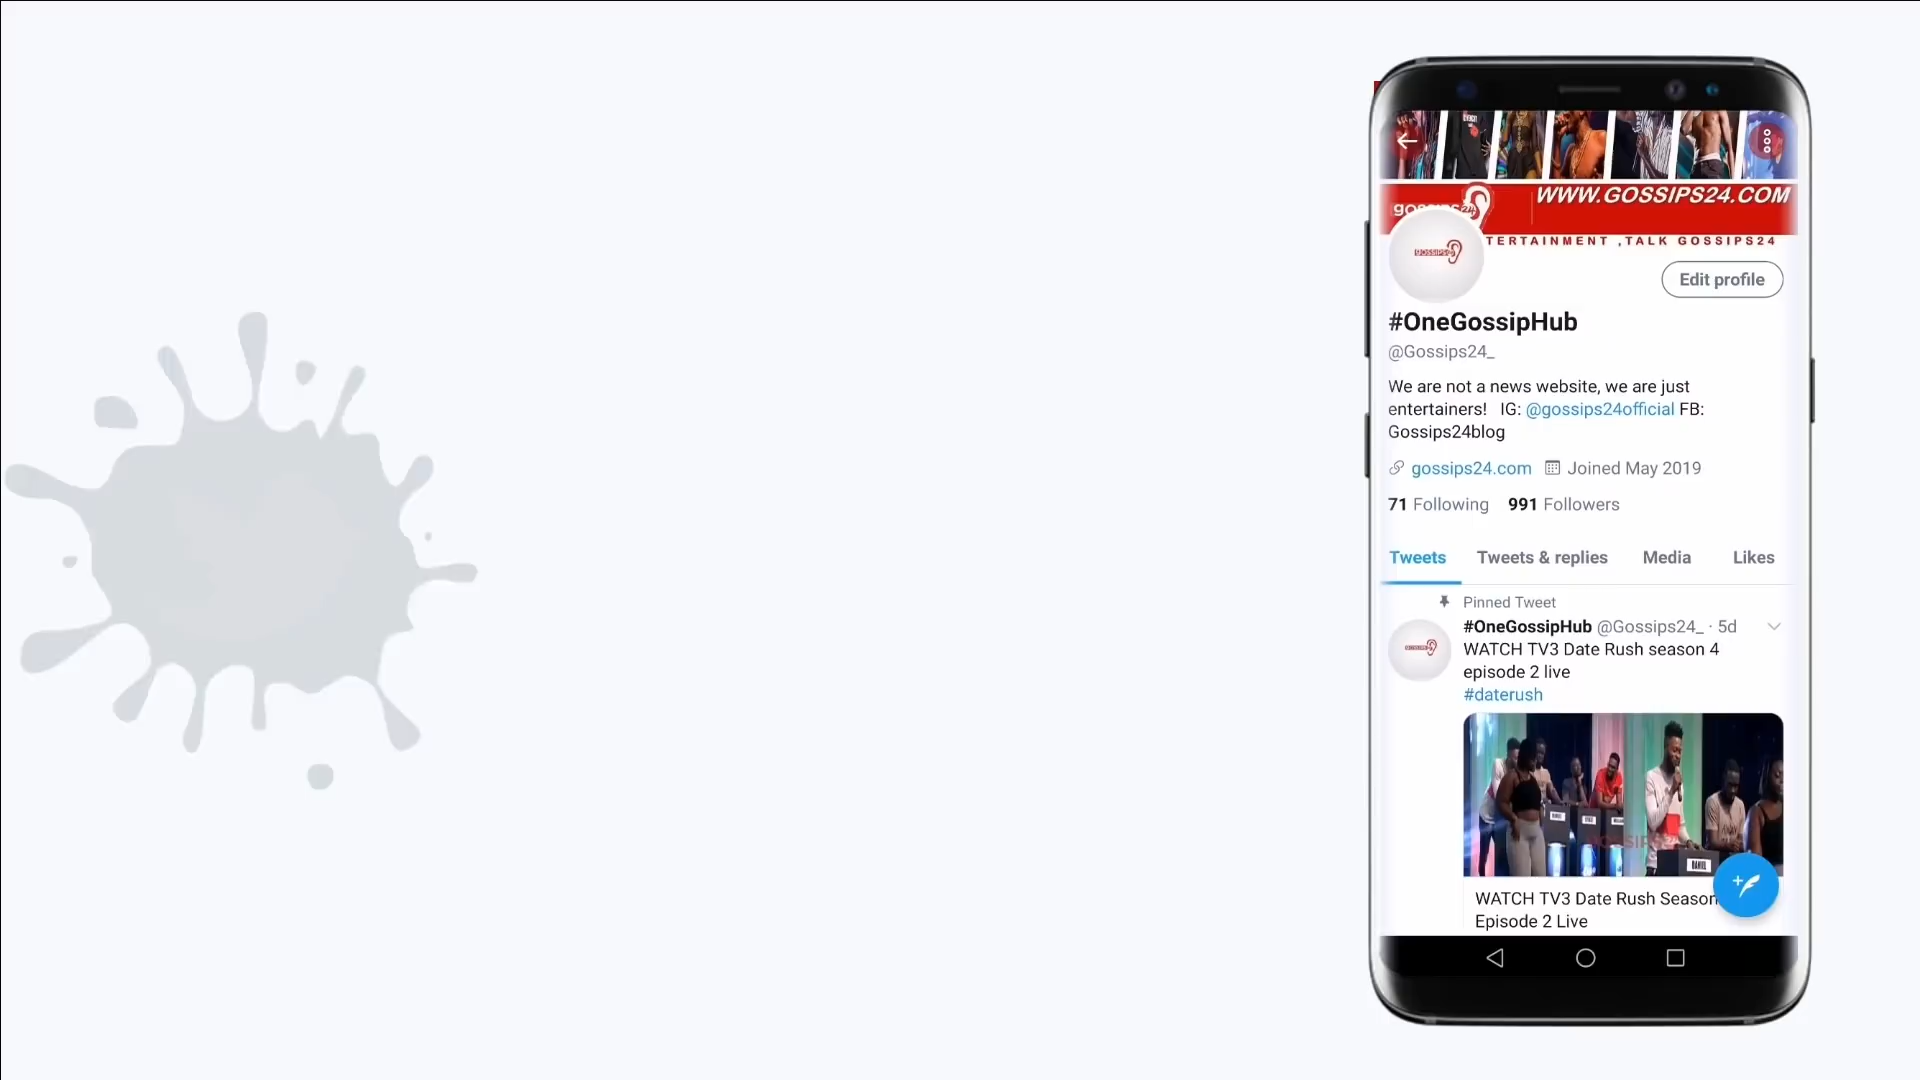 WWW.GOSSIPS24.COM
TERTAINMENT ,TALK GOSSIPS24
GOSSIPS24
Edit profile
#OneGossipHub
@Gossips24_
We are not a news website, we are just
entertainers! IG: @gossips24official FB:
Gossips24blog
gossips24.com Joined May 2019
71 Following 991 Followers
Tweets Tweets & replies Media Likes
Pinned Tweet
#OneGossipHub @Gossips24_ · 5d
WATCH TV3 Date Rush season 4
episode 2 live
#daterush
DANIEL
WATCH TV3 Date Rush Season
Episode 2 Live